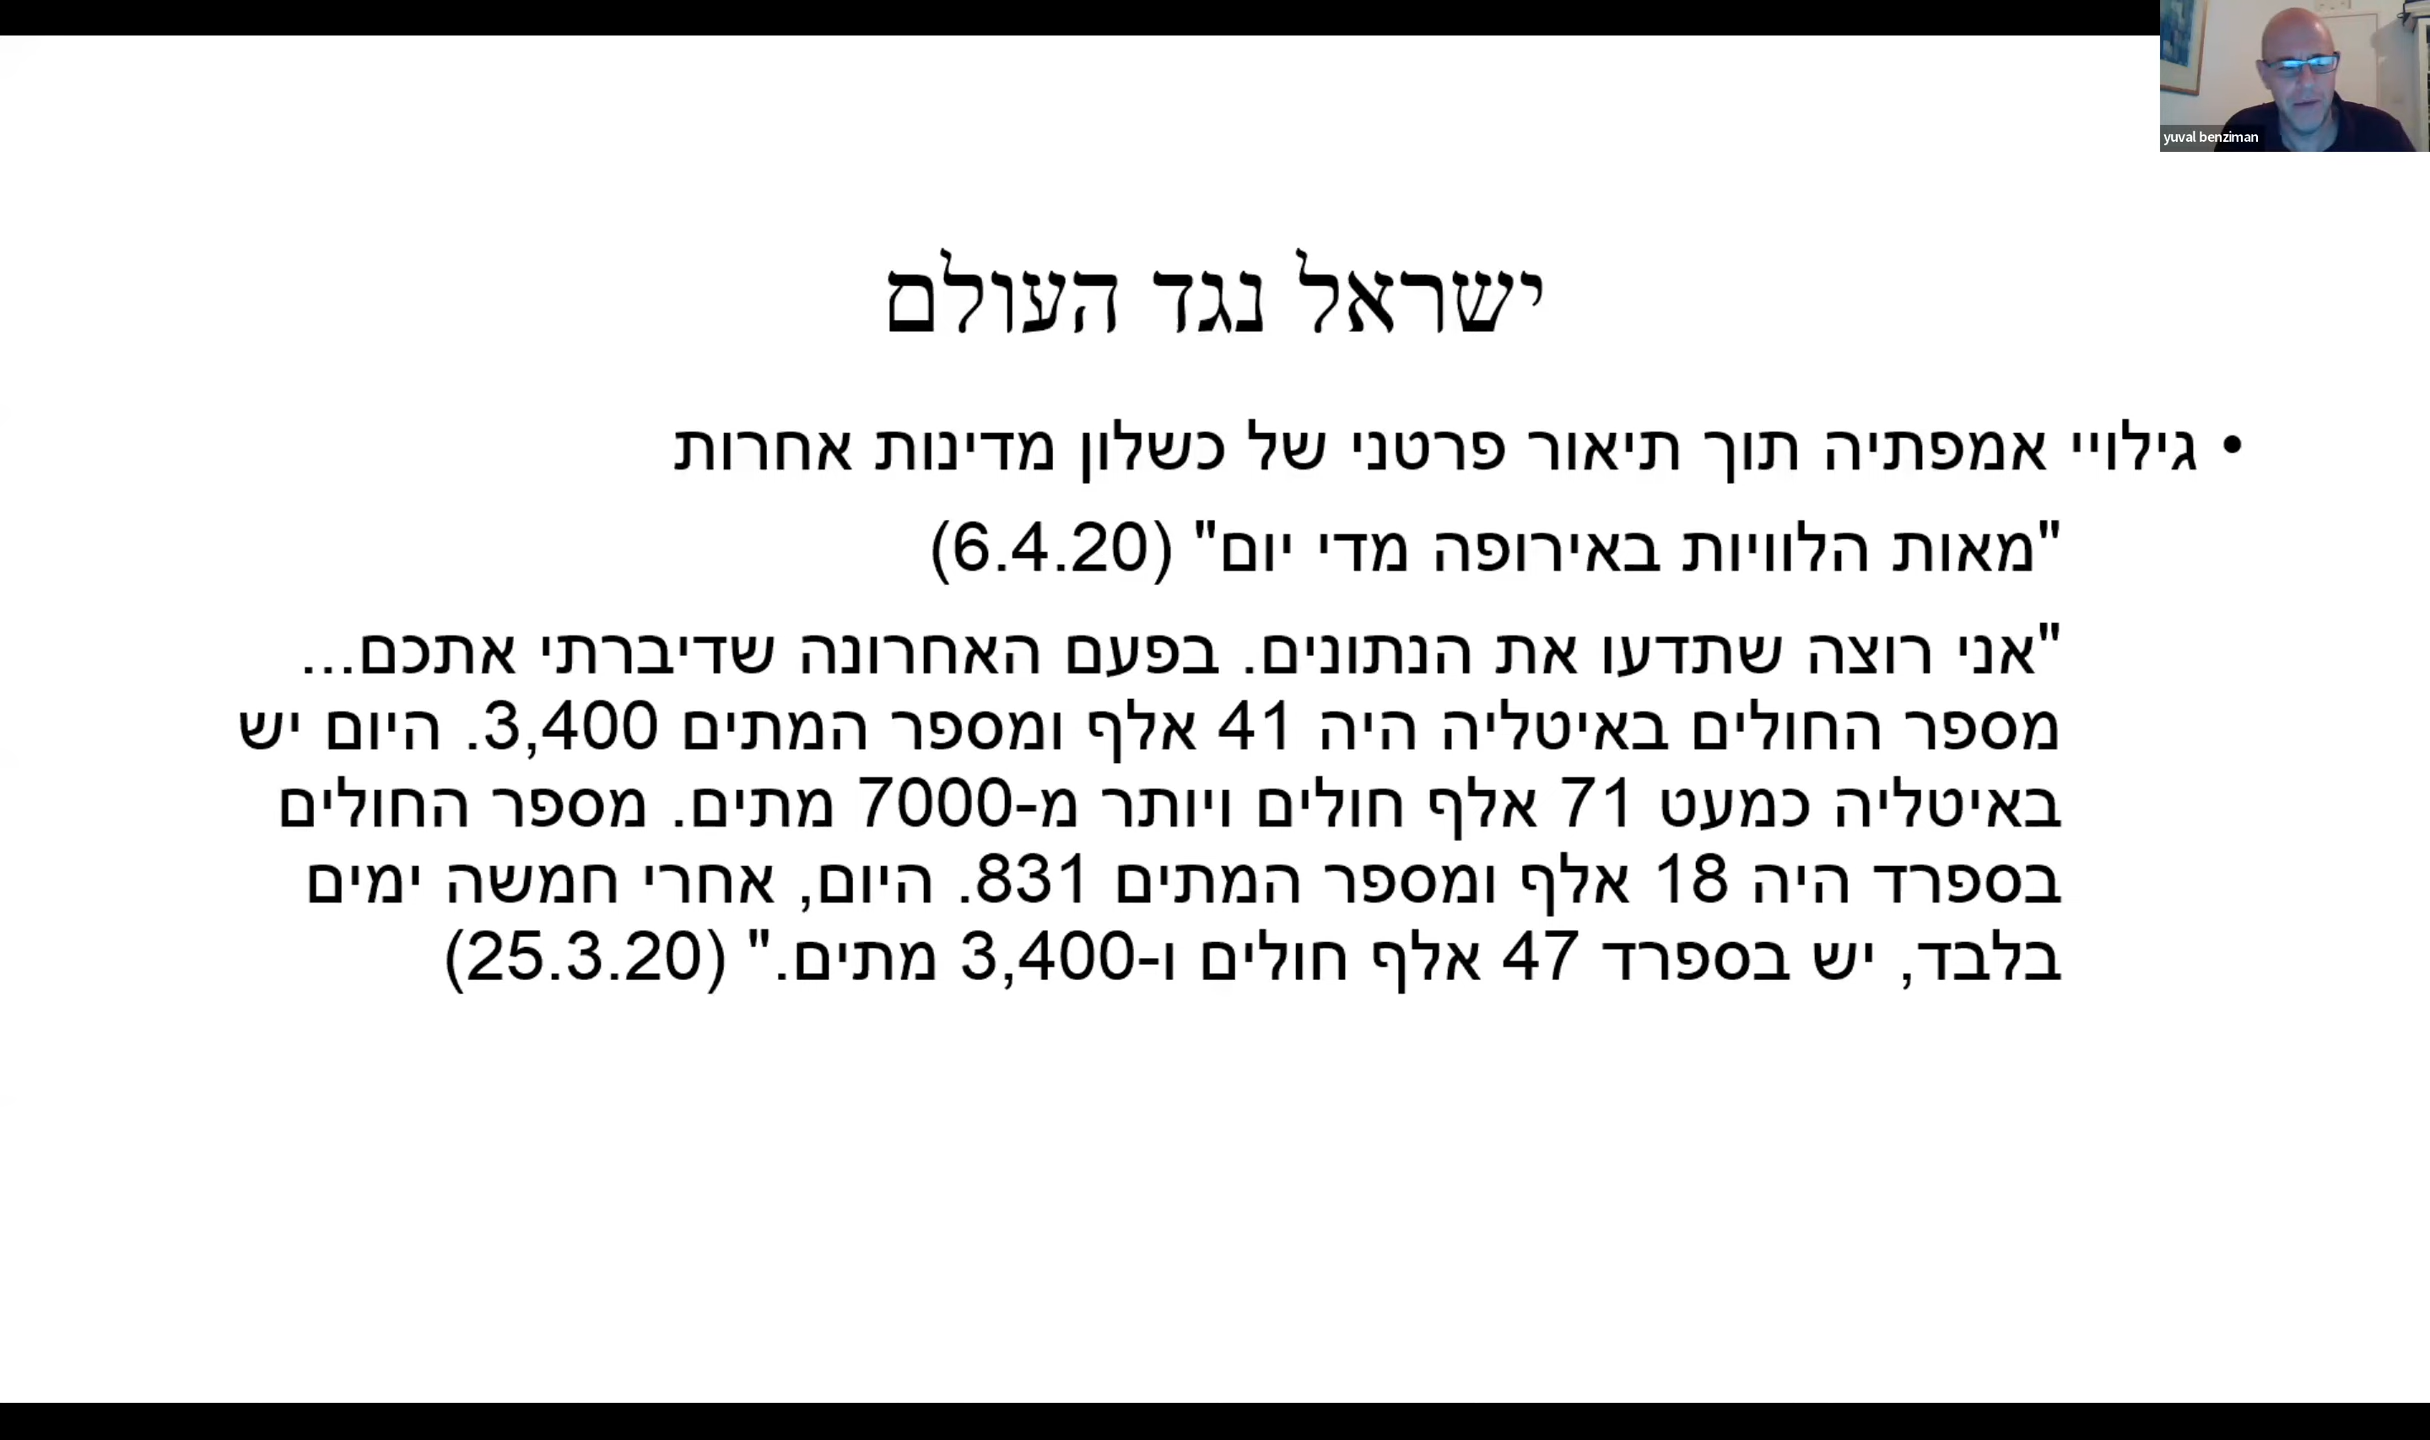 yuval benziman
ישראל נגד העולם
• גילויי אמפתיה תוך תיאור פרטני של כשלון מדינות אחרות
"מאות הלוויות באירופה מדי יום" (6.4.20)
"אני רוצה שתדעו את הנתונים. בפעם האחרונה שדיברתי אתכם...
מספר החולים באיטליה היה 41 אלף ומספר המתים 3,400. היום יש
באיטליה כמעט 71 אלף חולים ויותר מ-7000 מתים. מספר החולים
בספרד היה 18 אלף ומספר המתים 831. היום, אחרי חמשה ימים
בלבד, יש בספרד 47 אלף חולים ו-3,400 מתים." (25.3.20)